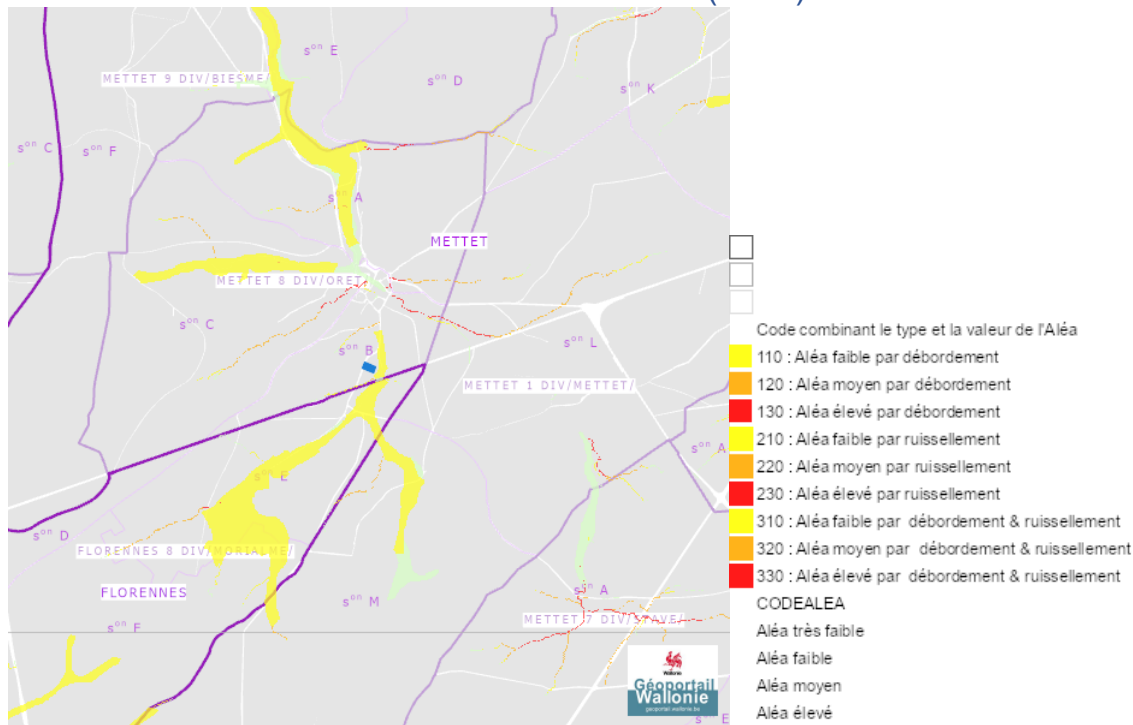 sᵒⁿ E
METTET 9 DIV/BIESME/
sᵒⁿ D
sᵒⁿ K
sᵒⁿ C
sᵒⁿ F
sᵒⁿ A
METTET
METTET 8 DIV/ORET/
sᵒⁿ C
sᵒⁿ B
sᵒⁿ L
METTET 1 DIV/METTET/
sᵒⁿ A
sᵒⁿ E
sᵒⁿ D
FLORENNES 8 DIV/MORIALME/
FLORENNES
sᵒⁿ M
sᵒⁿ A
METTET 7 DIV/STAVE/
sᵒⁿ F
Wallonie
Géoportail
Wallonie
geoportail.wallonie.be
E
Code combinant le type et la valeur de l'Aléa
110 : Aléa faible par débordement
120 : Aléa moyen par débordement
130 : Aléa élevé par débordement
210 : Aléa faible par ruissellement
220 : Aléa moyen par ruissellement
230 : Aléa élevé par ruissellement
310 : Aléa faible par débordement & ruissellement
320 : Aléa moyen par débordement & ruissellement
330 : Aléa élevé par débordement & ruissellement
CODEALEA
Aléa très faible
Aléa faible
Aléa moyen
Aléa élevé